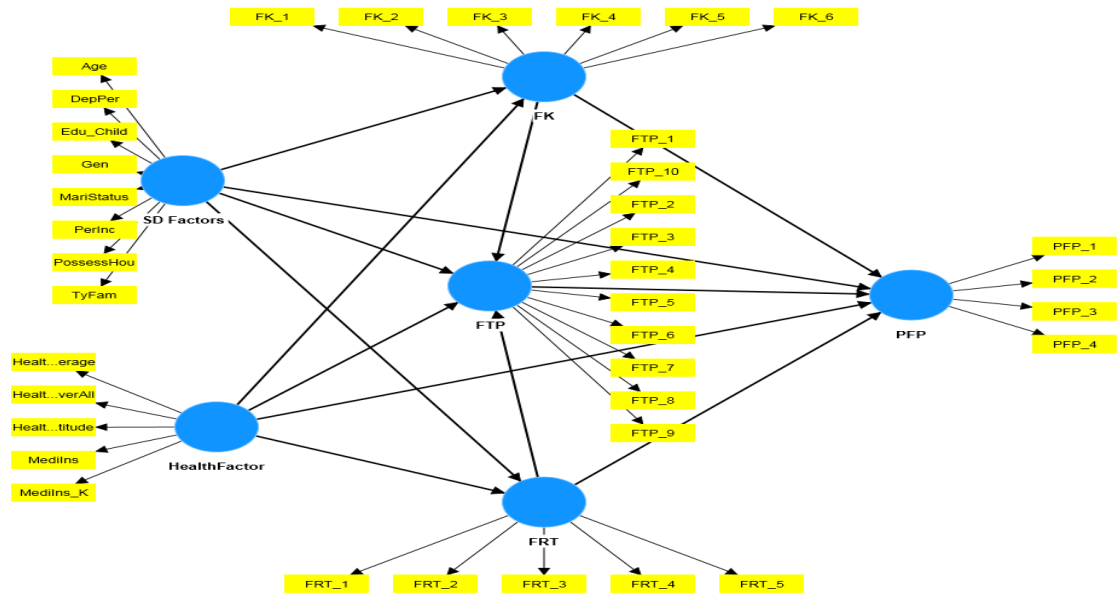 FK_1
FK_2
FK_3
FK_4
FK_5
FK_6
FK
Age
DepPer
Edu_Child
Gen
MariStatus
PerInc
PossessHou
TyFam
SD Factors
FTP_1
FTP_10
FTP_2
FTP_3
FTP_4
FTP_5
FTP_6
FTP_7
FTP_8
FTP_9
FTP
PFP_1
PFP_2
PFP_3
PFP_4
PFP
Healt...erage
Healt...verAll
Healt...titude
MediIns
MediIns_K
HealthFactor
FRT
FRT_1
FRT_2
FRT_3
FRT_4
FRT_5